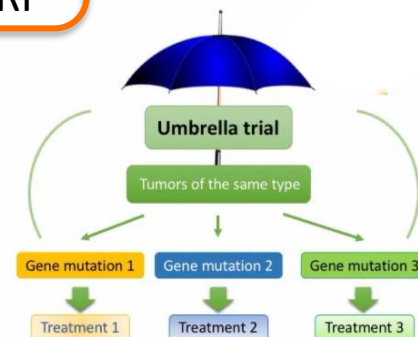 Umbrella trial
Tumors of the same type
Gene mutation 1 Gene mutation 2 Gene mutation 3
Treatment 1 Treatment 2 Treatment 3